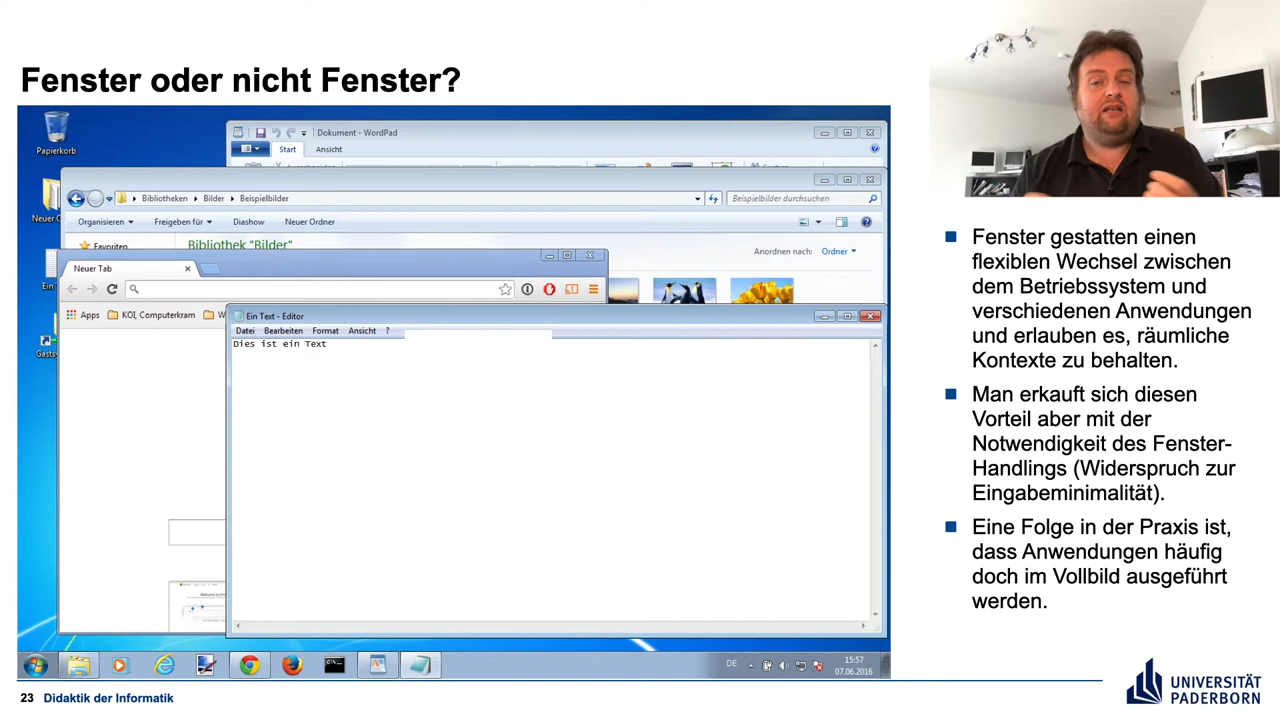 Fenster oder nicht Fenster?
Papierkorb
Dokument - WordPad
Start Ansicht
Neuer
Bibliotheken Bilder Beispielbilder
Beispielbilder durchsuchen
Organisieren Freigeben für Diashow Neuer Ordner
Favoriten
Bibliothek "Bilder"
Anordnen nach: Ordner
Neuer Tab
Apps KOI, Computerkram
Ein Text - Editor
Datei Bearbeiten Format Ansicht ?
Dies ist ein Text
DE
15:57
07.06.2016
Fenster gestatten einen
flexiblen Wechsel zwischen
dem Betriebssystem und
verschiedenen Anwendungen
und erlauben es, räumliche
Kontexte zu behalten.
Man erkauft sich diesen
Vorteil aber mit der
Notwendigkeit des Fenster-
Handlings (Widerspruch zur
Eingabeminimalität).
Eine Folge in der Praxis ist,
dass Anwendungen häufig
doch im Vollbild ausgeführt
werden.
23 Didaktik der Informatik
UNIVERSITÄT
PADERBORN